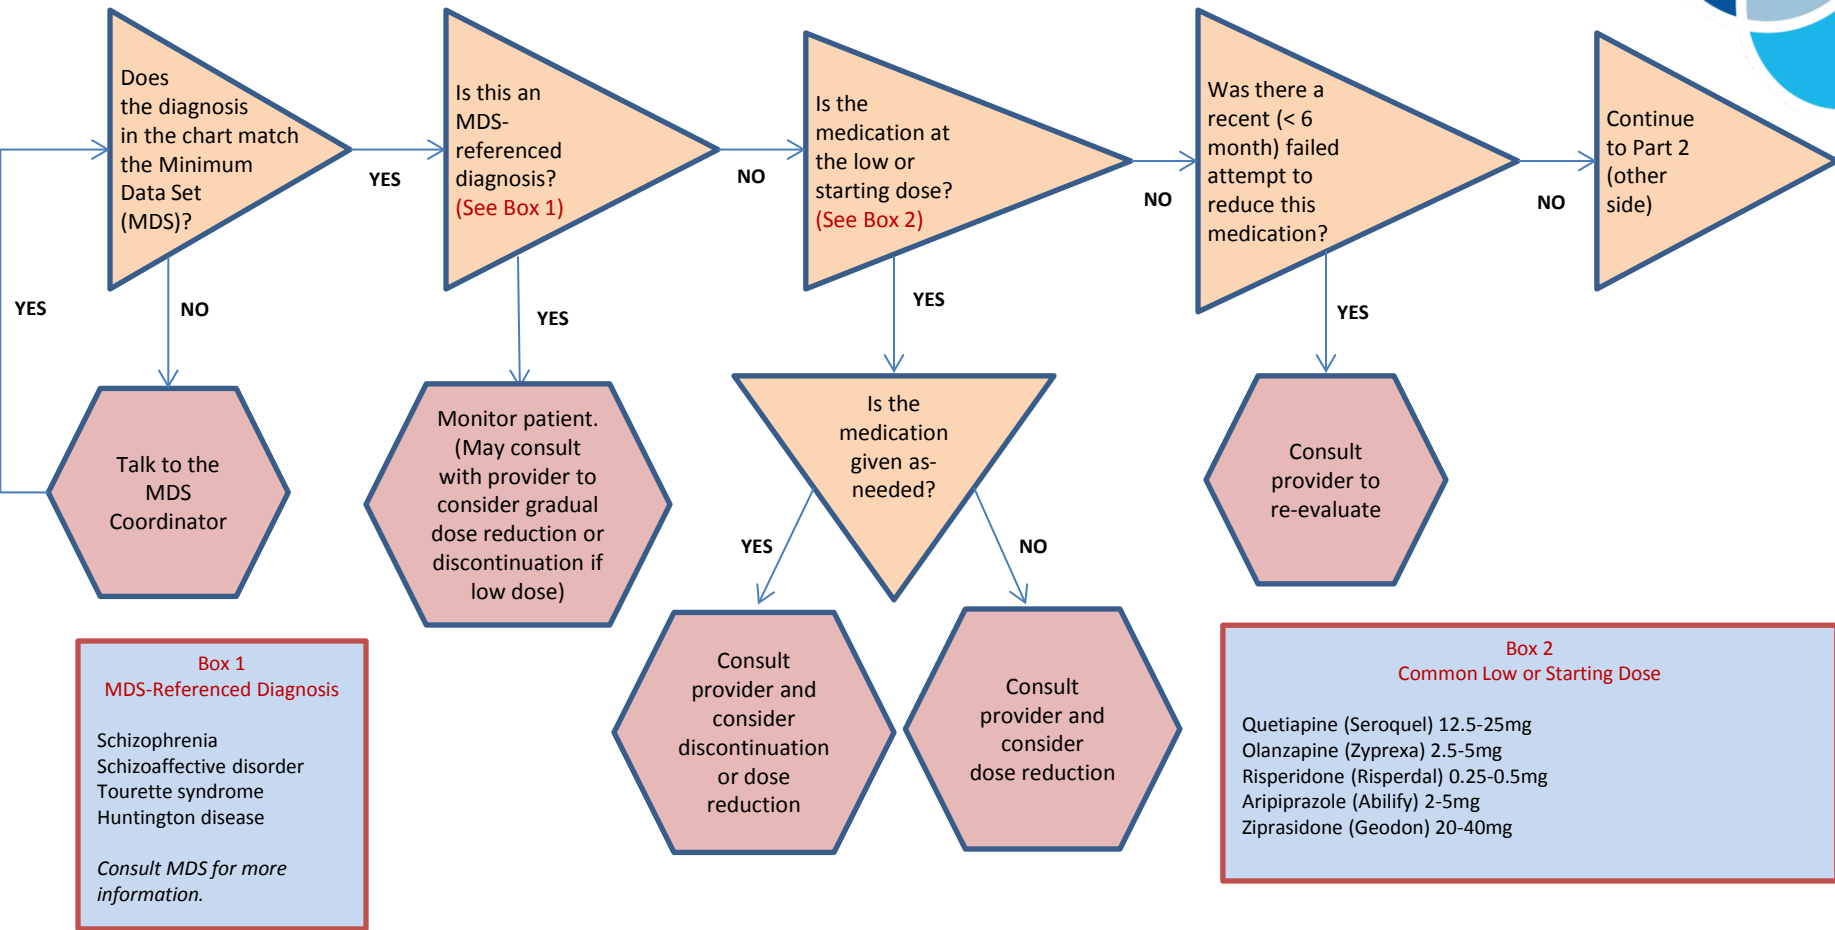 Does
the diagnosis
in the chart match
the Minimum
Data Set
(MDS)?
YES
NO
YES
Talk to the
MDS
Coordinator
Is this an
MDS-
referenced
diagnosis?
(See Box 1)
NO
YES
Monitor patient.
(May consult
with provider to
consider gradual
dose reduction or
discontinuation if
low dose)
Is the
medication at
the low or
starting dose?
(See Box 2)
NO
YES
Is the
medication
given as-
needed?
YES
NO
Consult
provider and
consider
discontinuation
or dose
reduction
Consult
provider and
consider
dose reduction
Was there a
recent (< 6
month) failed
attempt to
reduce this
medication?
NO
YES
Consult
provider to
re-evaluate
Continue
to Part 2
(other
side)
Box 1
MDS-Referenced Diagnosis
Schizophrenia
Schizoaffective disorder
Tourette syndrome
Huntington disease
Consult MDS for more
information.
Box 2
Common Low or Starting Dose
Quetiapine (Seroquel) 12.5-25mg
Olanzapine (Zyprexa) 2.5-5mg
Risperidone (Risperdal) 0.25-0.5mg
Aripiprazole (Abilify) 2-5mg
Ziprasidone (Geodon) 20-40mg